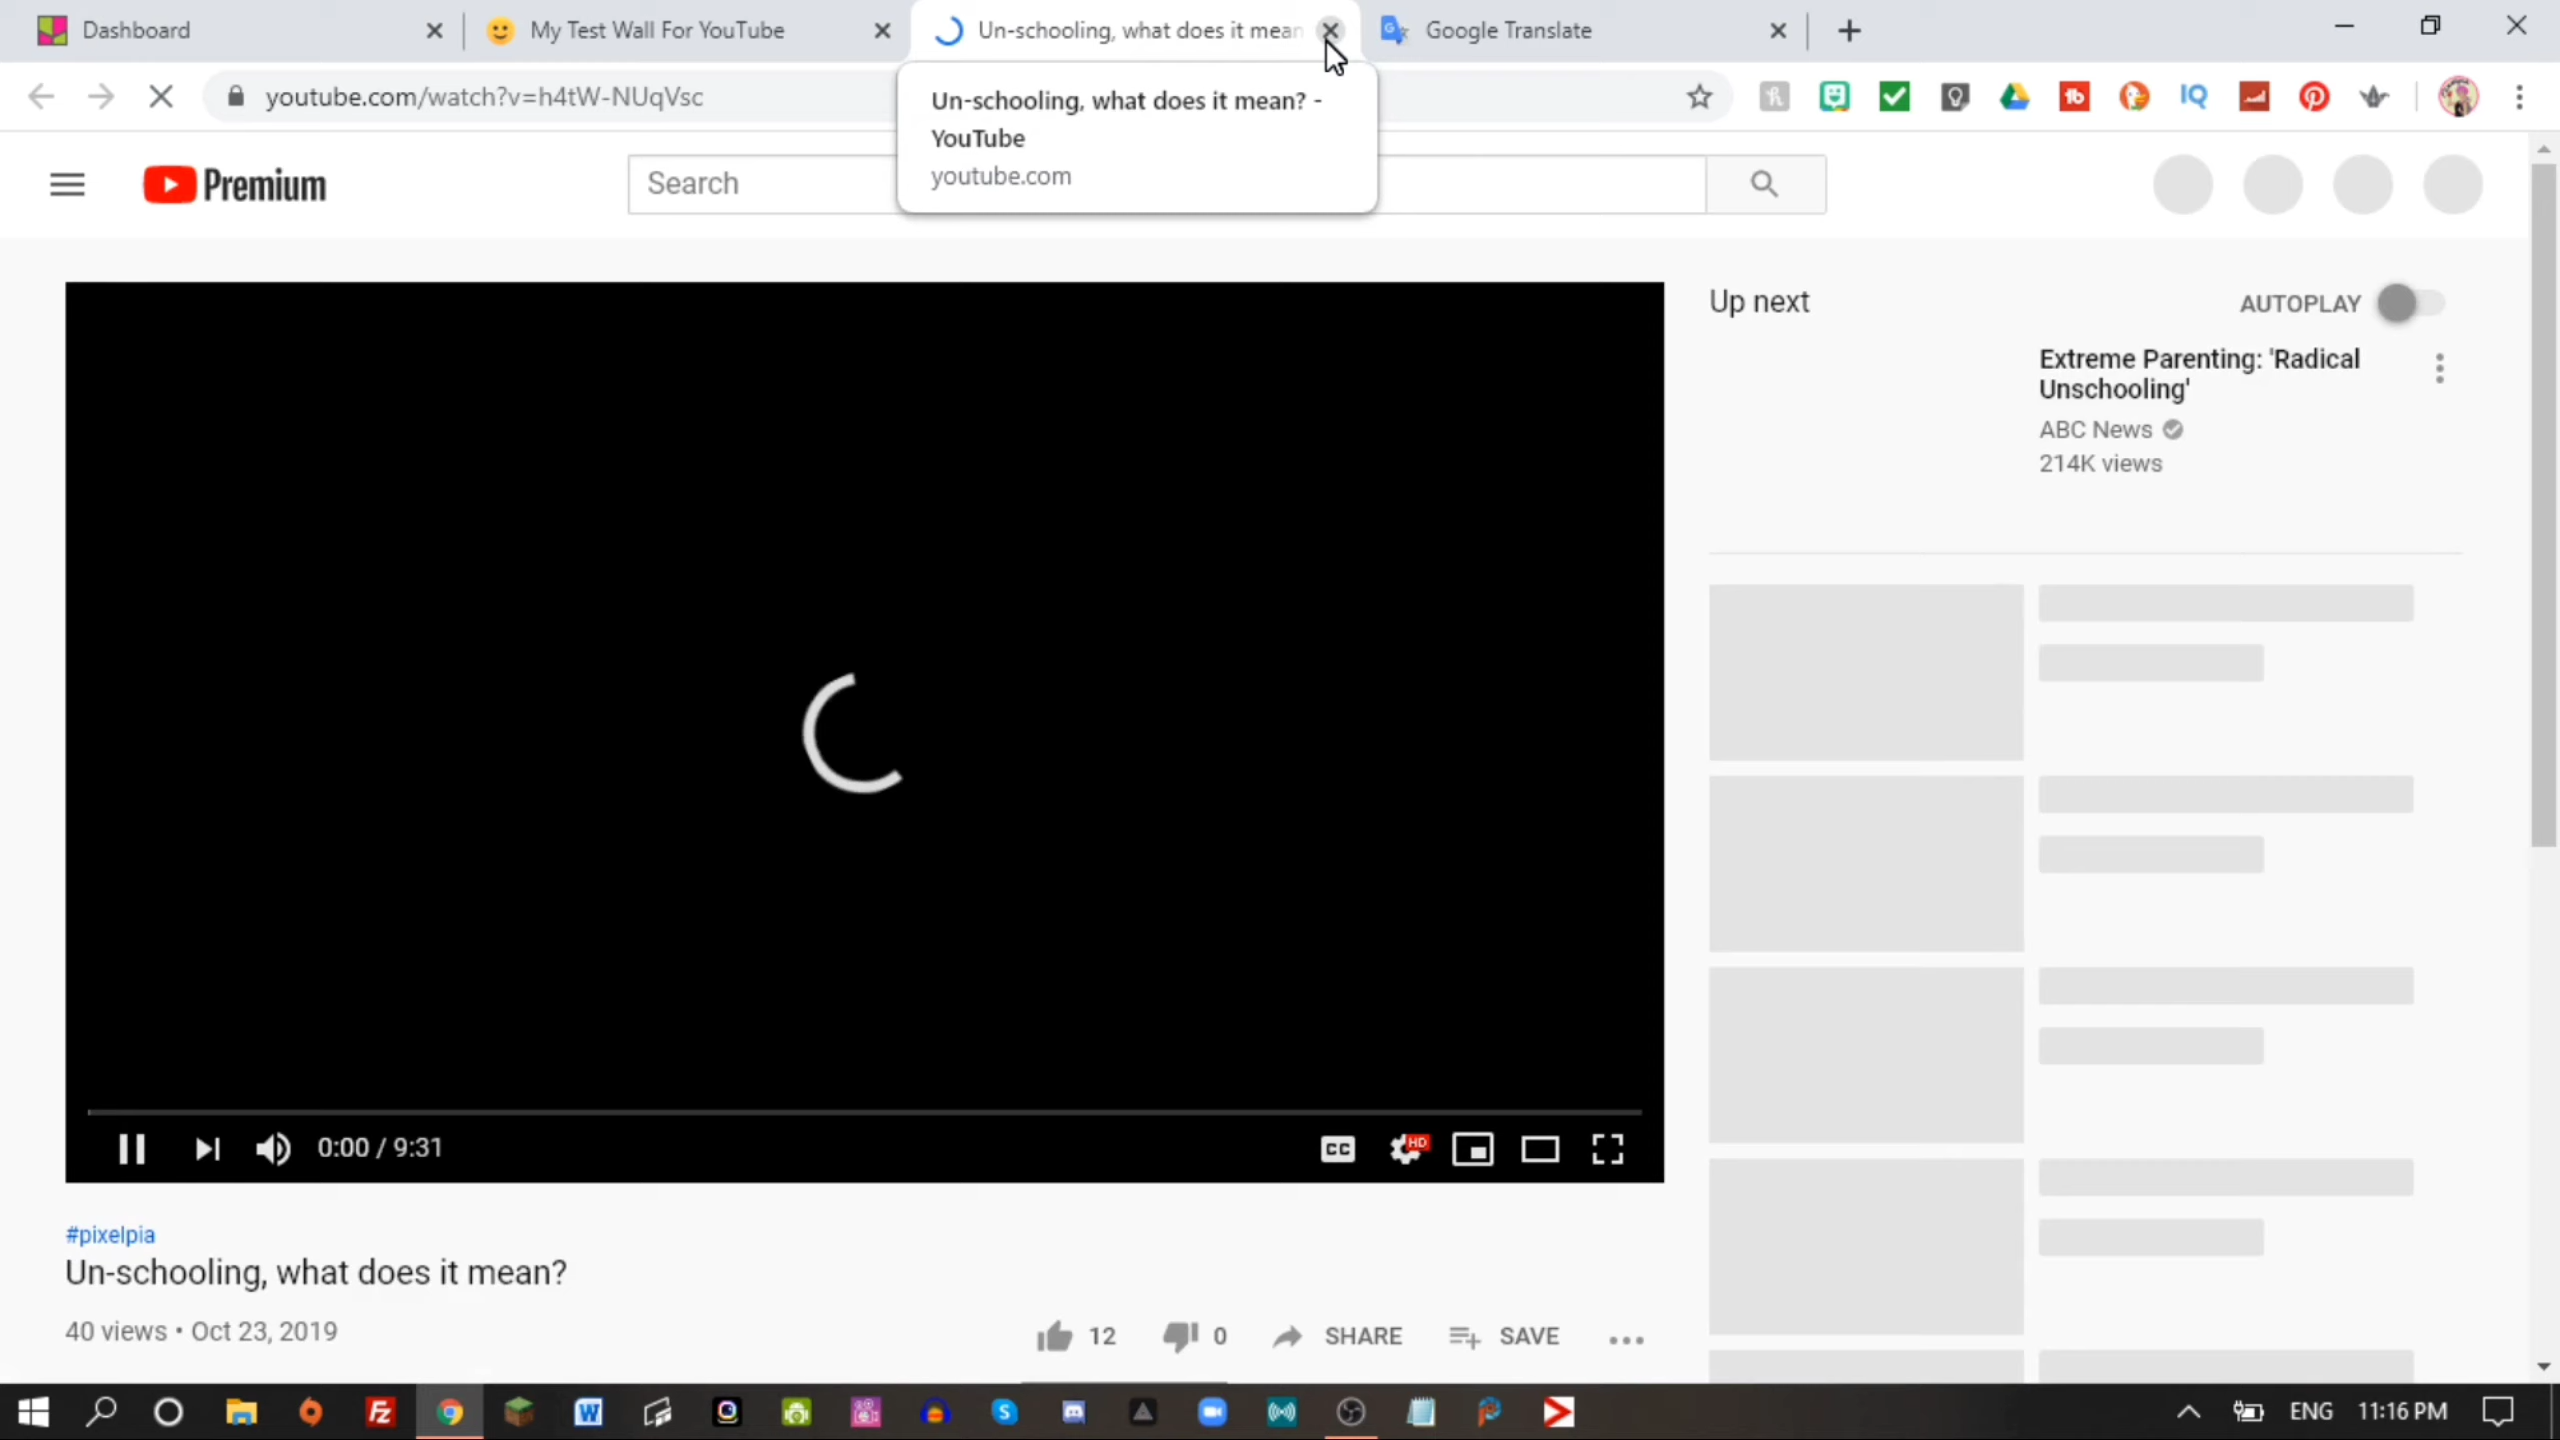 Dashboard
My Test Wall For YouTube
Un-schooling, what does it mean
Google Translate
youtube.com/watch?v=h4tW-NUqVsc
Un-schooling, what does it mean? -
YouTube
youtube.com
Premium
Search
Up next
AUTOPLAY
Extreme Parenting: 'Radical
Unschooling'
ABC News
214K views
0:00 / 9:31
CC
HD
#pixelpia
Un-schooling, what does it mean?
40 views • Oct 23, 2019
12
0
SHARE
SAVE
ENG
11:16 PM